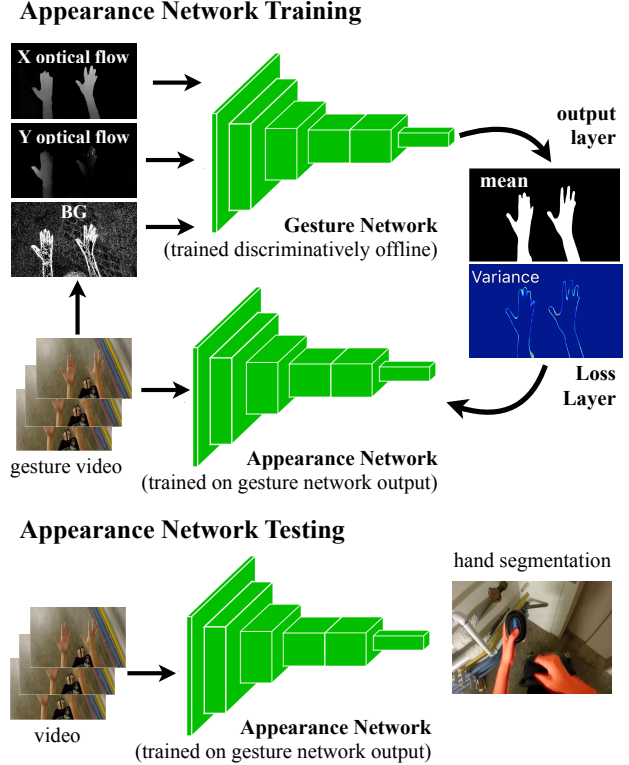 Appearance Network Training
X optical flow
Y optical flow
BG
output
layer
mean
Gesture Network
(trained discriminatively offline)
Variance
Loss
Layer
gesture video
Appearance Network
(trained on gesture network output)
Appearance Network Testing
hand segmentation
video
Appearance Network
(trained on gesture network output)